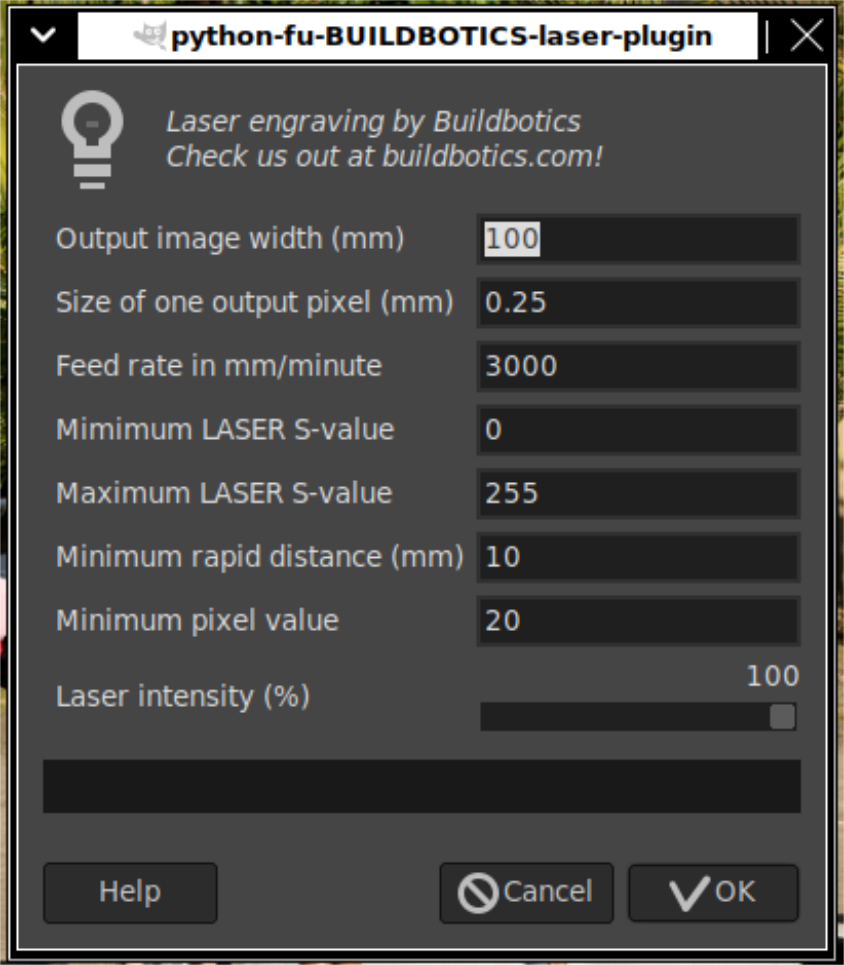 python-fu-BUILDBOTICS-laser-plugin
Laser engraving by Buildbotics
Check us out at buildbotics.com!
Output image width (mm) 100
Size of one output pixel (mm) 0.25
Feed rate in mm/minute 3000
Mimimum LASER S-value 0
Maximum LASER S-value 255
Minimum rapid distance (mm) 10
Minimum pixel value 20
Laser intensity (%) 100
Help Cancel OK